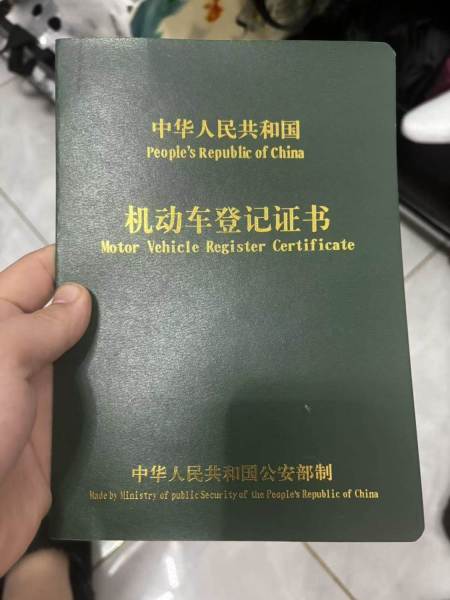 中华人民共和国
People's Republic of China
机动车登记证书
Motor Vehicle Register Certificate
中华人民共和国公安部制
Made by Ministry of public Security of the People's Republic of China